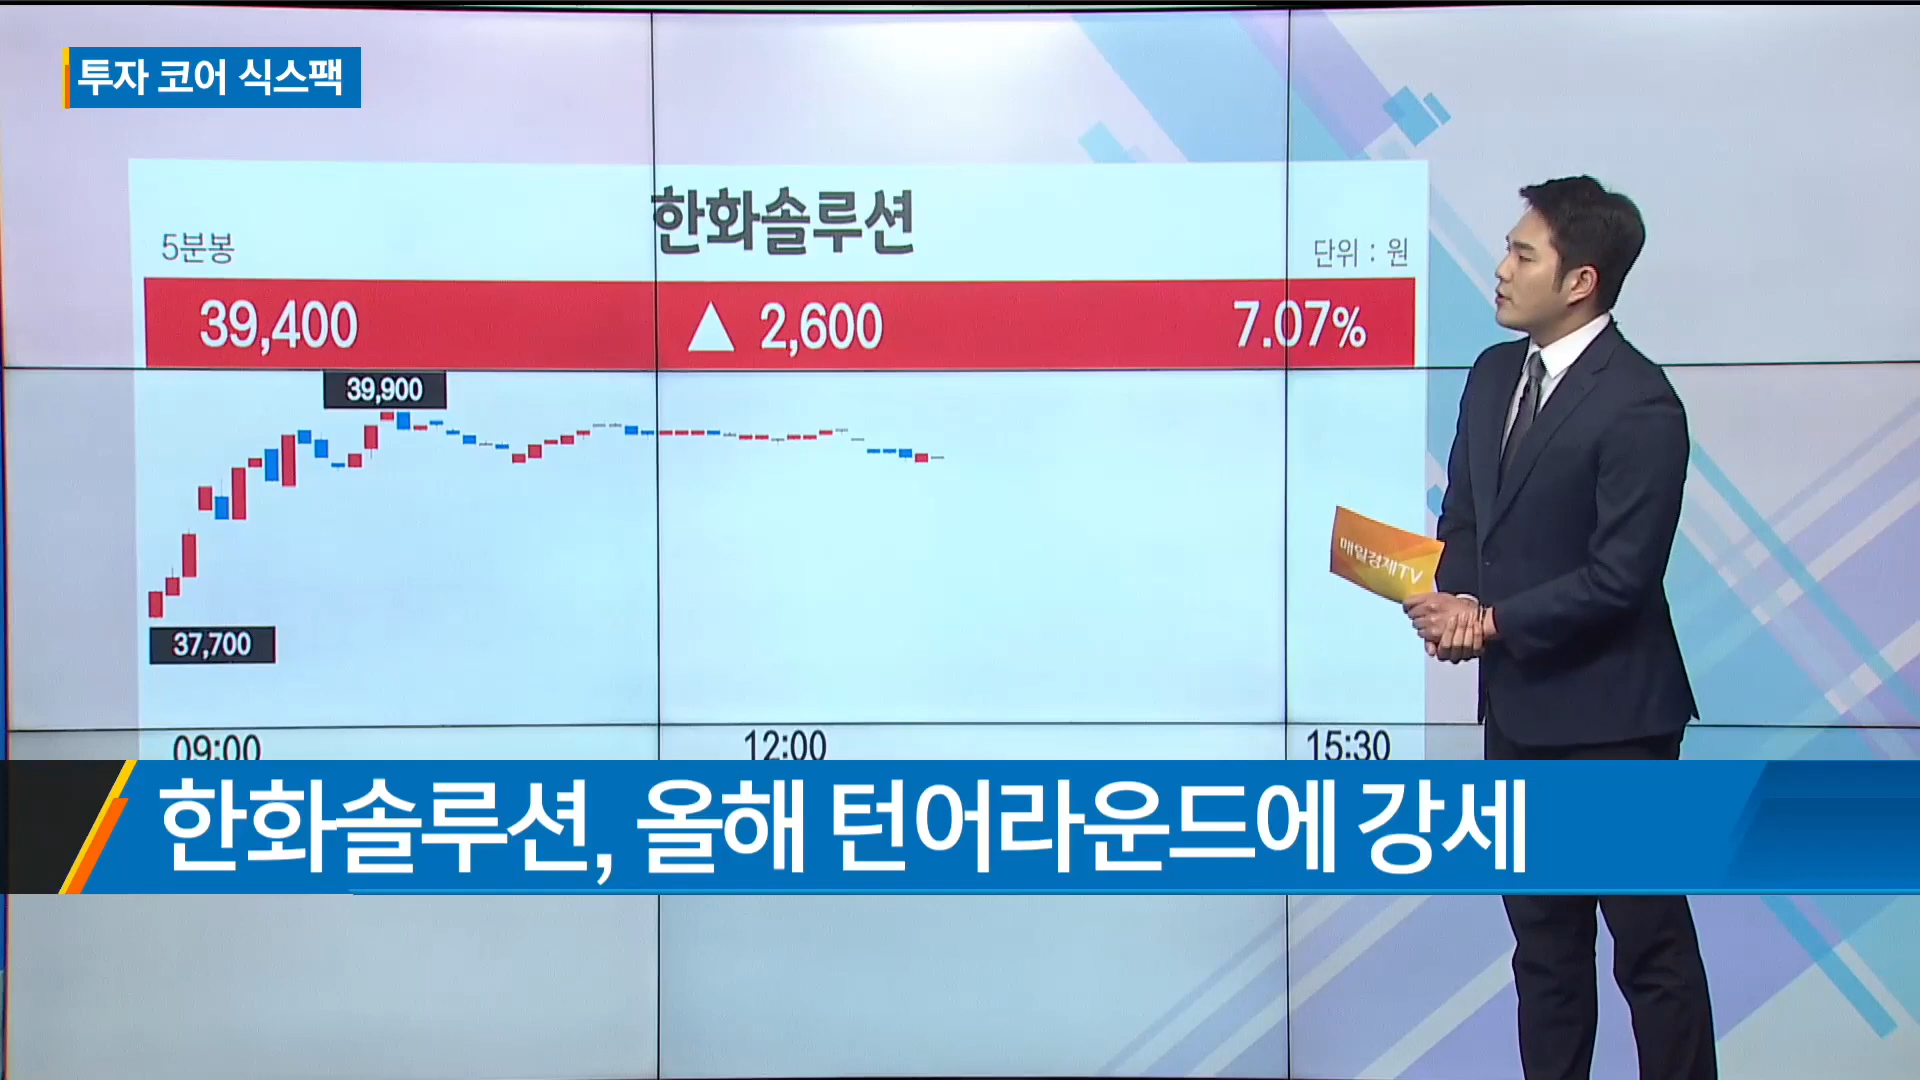 투자 코어 식스팩
한화솔루션
5분봉
단위 : 원
39,400 ▲ 2,600 7.07%
39,900
37,700
매일경제TV
09:00 12:00 15:30
한화솔루션, 올해 턴어라운드에 강세